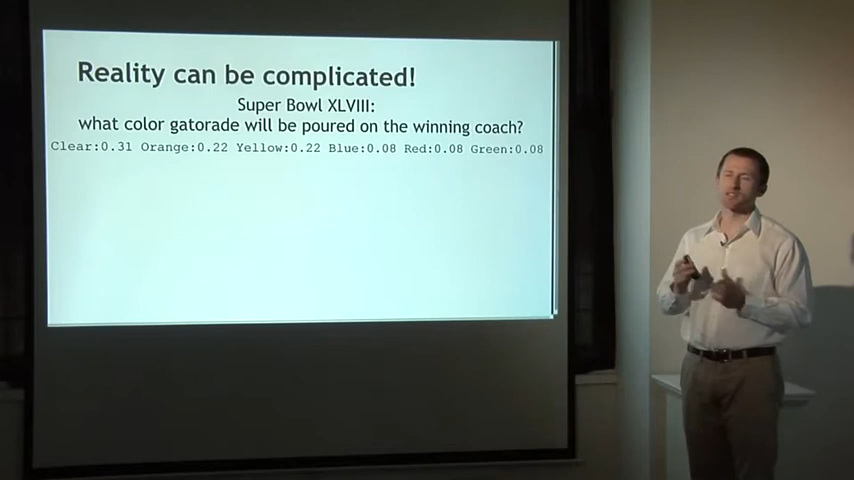 Reality can be complicated!
Super Bowl XLVIII:
what color gatorade will be poured on the winning coach?
Clear:0.31 Orange:0.22 Yellow:0.22 Blue:0.08 Red:0.08 Green:0.08